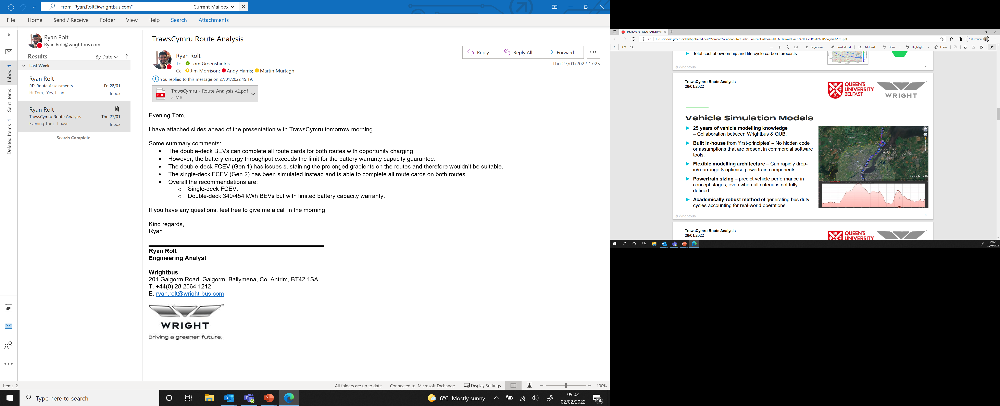 from:"Ryan.Rolt@wrightbus.com"
Current Mailbox
File Home Send / Receive Folder View Help Search Attachments
Inbox 1
Sent Items
Deleted Items 1
Ryan Rolt
Ryan.Rolt@wrightbus.com
Results
By Date
Last Week
Ryan Rolt
RE: Route Assessments Fri 28/01
Hi Tom, Yes, I can Inbox
Ryan Rolt
TrawsCymru Route Analysis Thu 27/01
Evening Tom, I have Inbox
Search Complete.
TrawsCymru Route Analysis
Ryan Rolt
To Tom Greenshields
Cc Jim Morrison; Andy Harris; Martin Murtagh
Reply Reply All Forward
Thu 27/01/2022 17:25
You replied to this message on 27/01/2022 19:19.
PDF
TrawsCymru - Route Analysis v2.pdf
3 MB
Evening Tom,
I have attached slides ahead of the presentation with TrawsCymru tomorrow morning.
Some summary comments:
• The double-deck BEVs can complete all route cards for both routes with opportunity charging.
• However, the battery energy throughput exceeds the limit for the battery warranty capacity guarantee.
• The double-deck FCEV (Gen 1) has issues sustaining the prolonged gradients on the routes and therefore wouldn't be suitable.
• The single-deck FCEV (Gen 2) has been simulated instead and is able to complete all route cards on both routes.
• Overall the recommendations are:
o Single-deck FCEV.
o Double-deck 340/454 kWh BEVs but with limited battery capacity warranty.
If you have any questions, feel free to give me a call in the morning.
Kind regards,
Ryan
Ryan Rolt
Engineering Analyst
Wrightbus
201 Galgorm Road, Galgorm, Ballymena, Co. Antrim, BT42 1SA
T. +44(0) 28 2564 1212
E. ryan.rolt@wright-bus.com
TM
WRIGHT
Driving a greener future.
Items: 2
All folders are up to date.
Connected to: Microsoft Exchange
Display Settings
100%
Type here to search
6°C Mostly sunny
09:02
02/02/2022
14
TrawsCymru - Route Analysis v2.
File C:/Users/tom.greenshields/AppData/Local/Microsoft/Windows/INetCache/Content.Outlook/6I1OI6R1/TrawsCymru%20-%20Route%20Analysis%20v2.pdf
Not syncing
8 of 21
Page view Read aloud Add text Draw Highlight Erase
Total cost of ownership and life-cycle carbon forecasts.
© Wrightbus
7
TrawsCymru Route Analysis
28/01/2022
QUEEN'S
UNIVERSITY
BELFAST
WRIGHT
Vehicle Simulation Models
25 years of vehicle modelling knowledge
– Collaboration between Wrightbus & QUB.
Built in-house from 'first-principles' – No hidden code
or assumptions that are present in commercial software
tools.
Flexible modelling architecture – Can rapidly drop-
in/rearrange & optimise powertrain components.
Powertrain sizing – predict vehicle performance in
concept stages, even when all criteria is not fully
defined.
Academically robust method of generating bus duty
cycles accounting for real-world operations.
Google Earth
© Wrightbus
8
TrawsCymru Route Analysis
28/01/2022
QUEEN'S
UNIVERSITY
09:02
02/02/2022